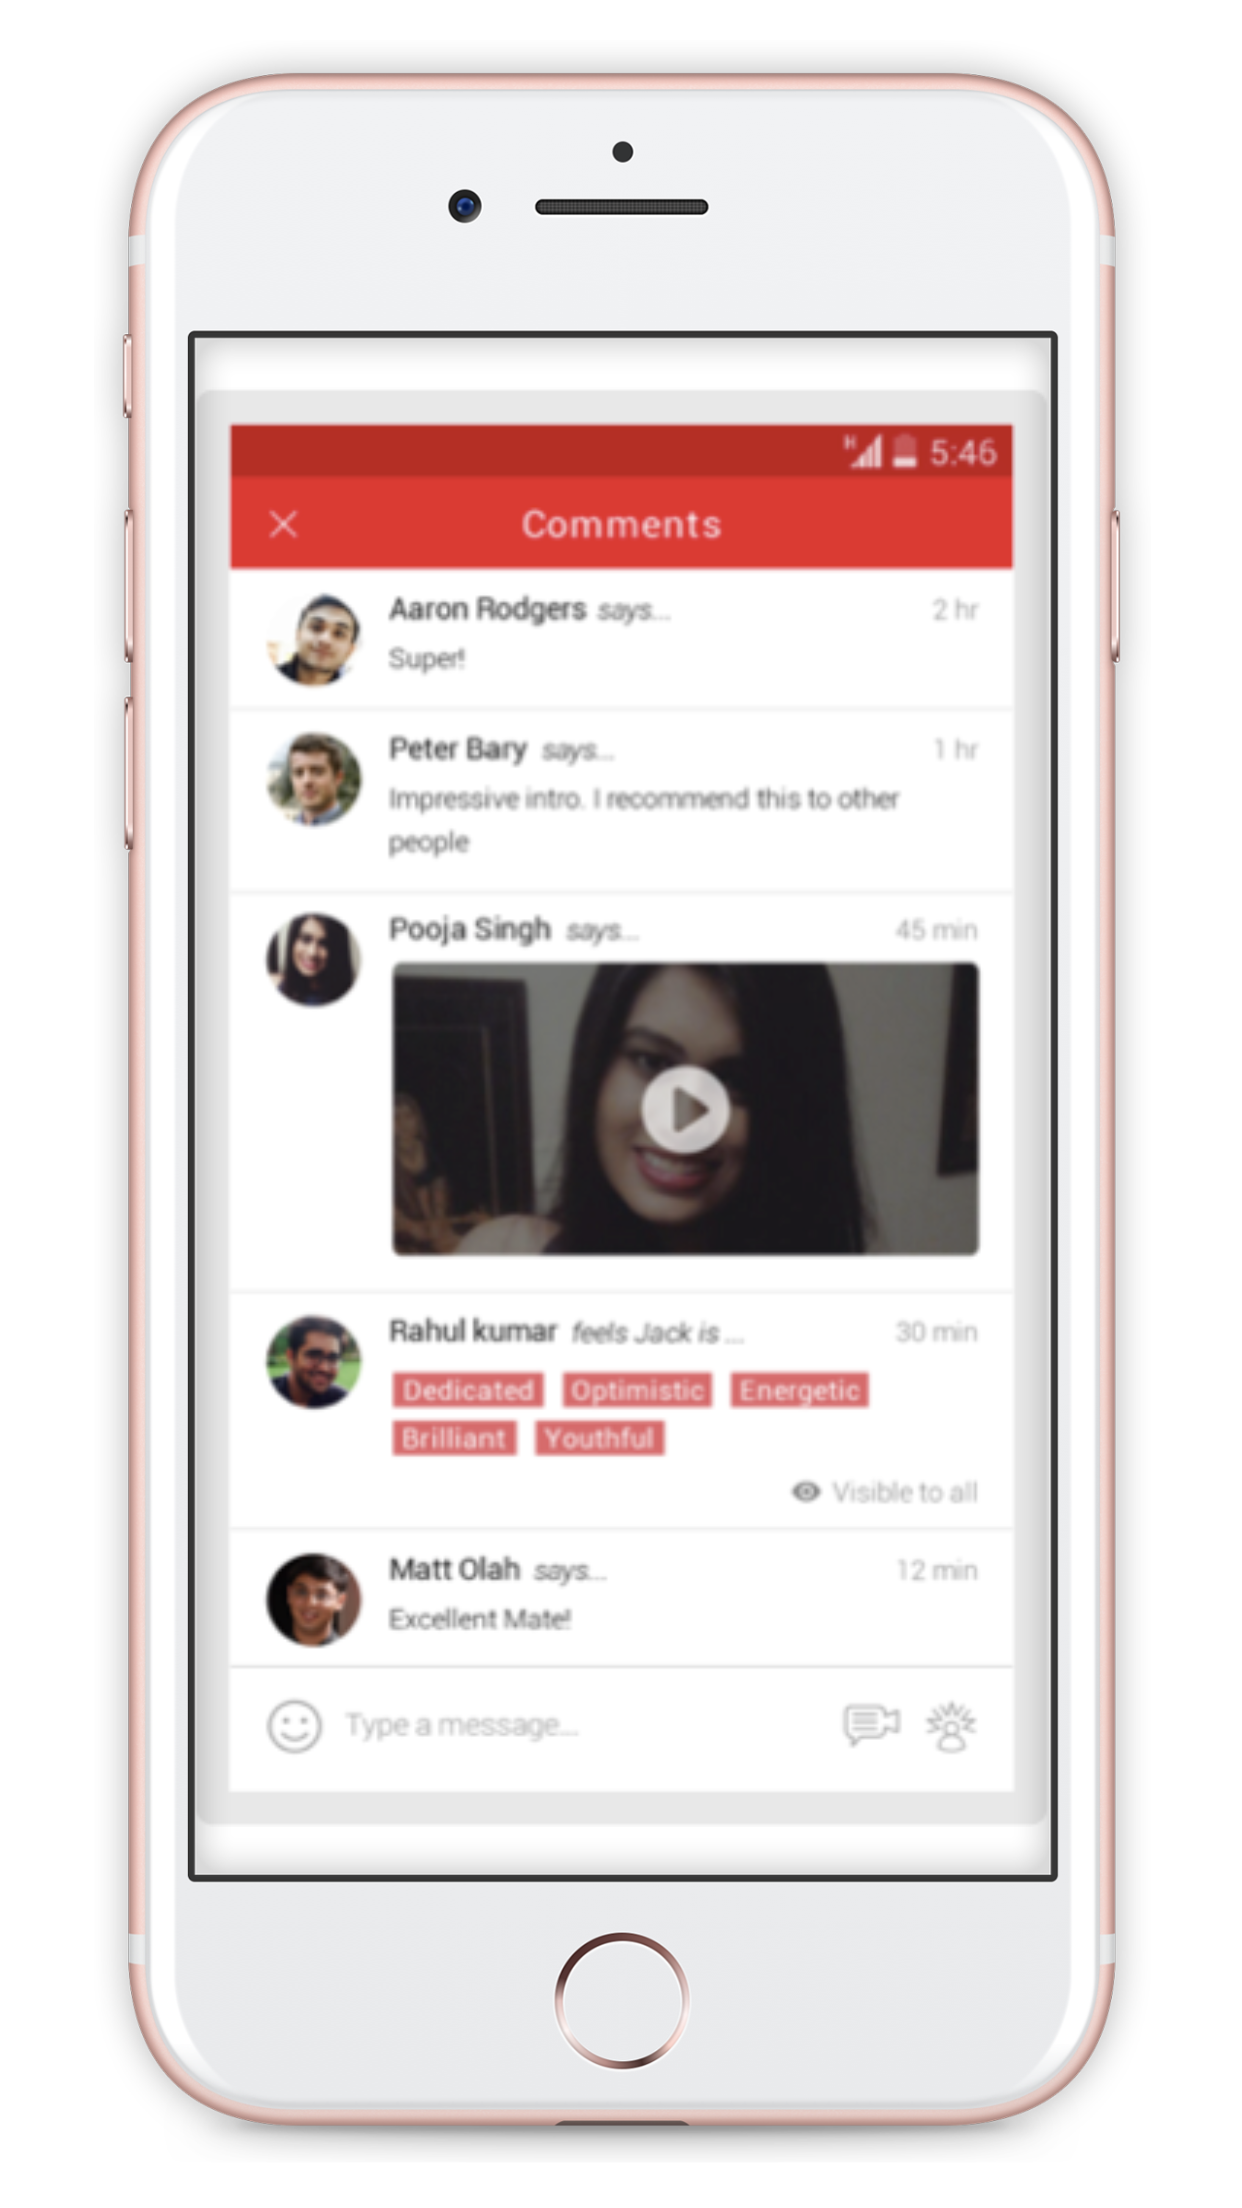 H 5:46
Comments
Aaron Rodgers says... 2 hr
Super!
Peter Bary says... 1 hr
Impressive intro. I recommend this to other
people
Pooja Singh says... 45 min
Rahul kumar feels Jack is ... 30 min
Dedicated Optimistic Energetic
Brilliant Youthful
Visible to all
Matt Olah says... 12 min
Excellent Mate!
Type a message...